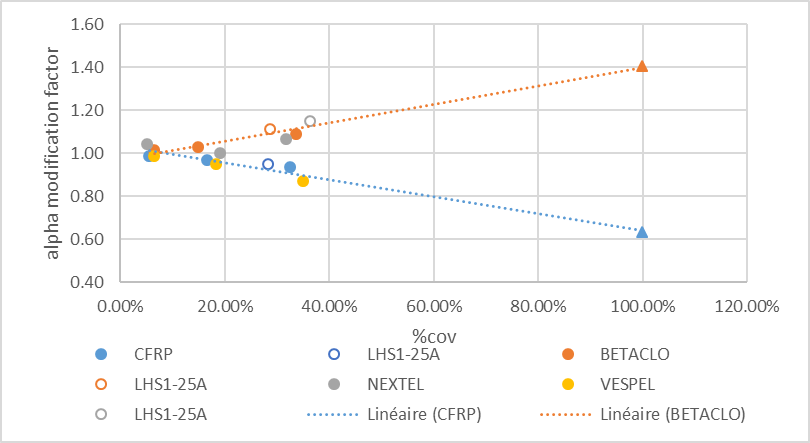 1.60
1.40
1.20
1.00
0.80
0.60
0.40
alpha modification factor
0.00% 20.00% 40.00% 60.00% 80.00% 100.00% 120.00%
%cov
CFRP LHS1-25A BETACLO
LHS1-25A NEXTEL VESPEL
LHS1-25A Linéaire (CFRP) Linéaire (BETACLO)